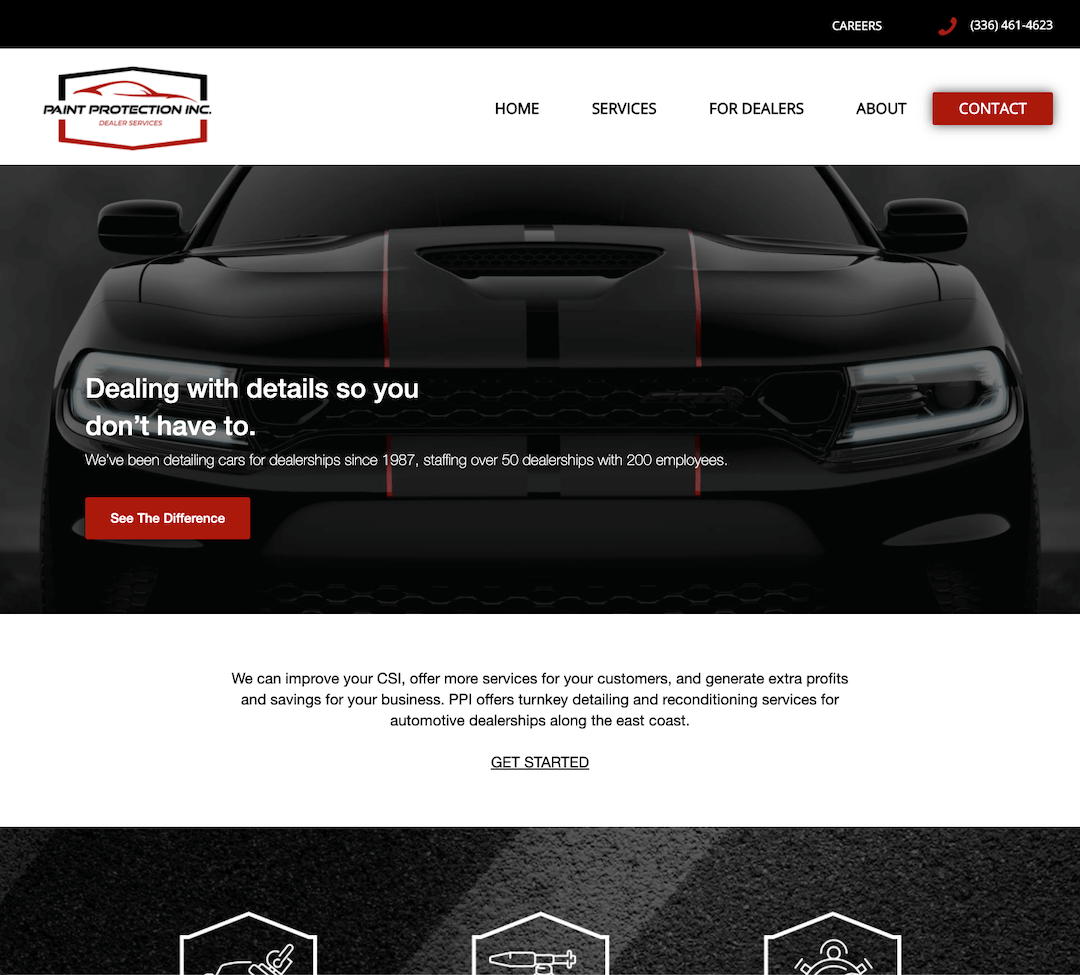 CAREERS
(336) 461-4623
PAINT PROTECTION INC.
DEALER SERVICES
HOME
SERVICES
FOR DEALERS
ABOUT
CONTACT
Dealing with details so you
don’t have to.
We’ve been detailing cars for dealerships since 1987, staffing over 50 dealerships with 200 employees.
See The Difference
We can improve your CSI, offer more services for your customers, and generate extra profits
and savings for your business. PPI offers turnkey detailing and reconditioning services for
automotive dealerships along the east coast.
GET STARTED